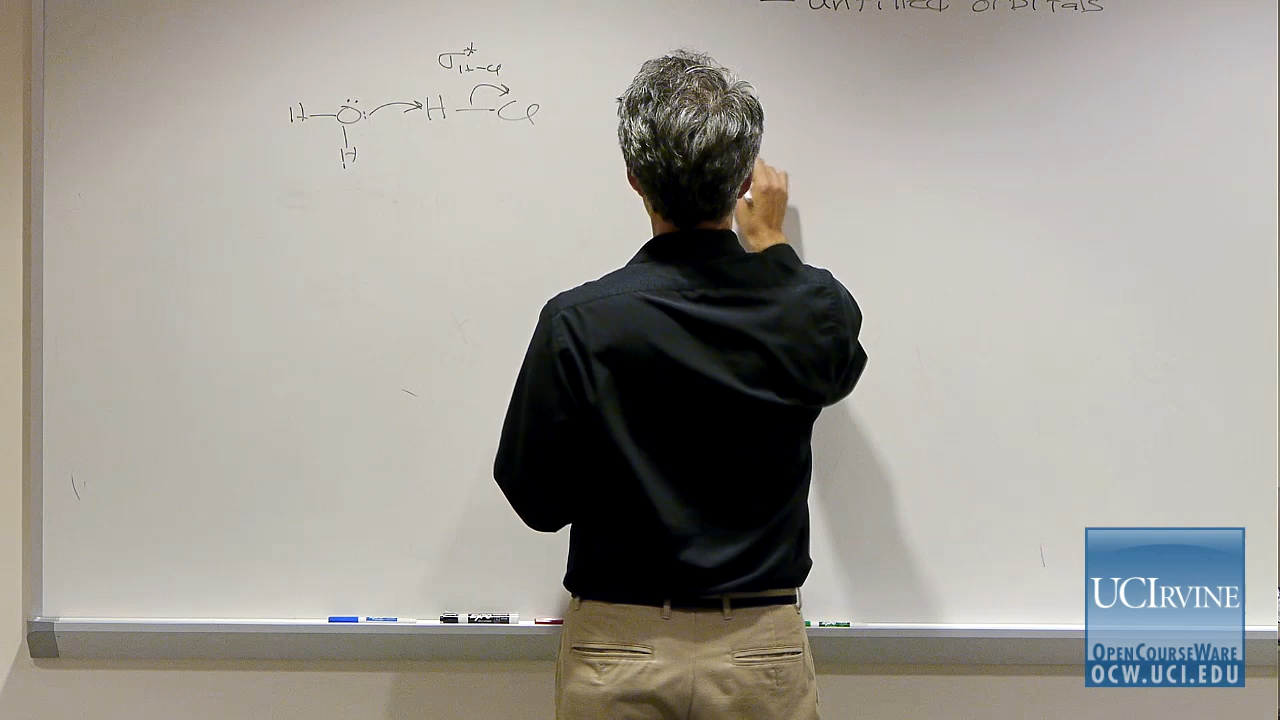 — unfilled orbitals
σ*H–Cl
H—Ö: H—Cl
H
UCIRVINE
OPENCOURSEWARE
OCW.UCI.EDU